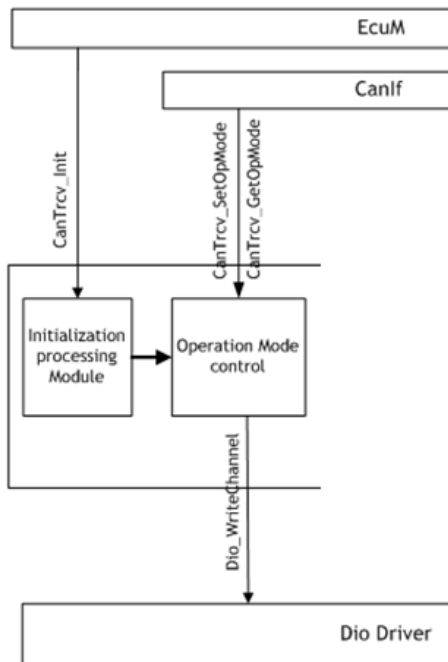 EcuM
CanIf
CanTrcv_Init
CanTrcv_SetOpMode
CanTrcv_GetOpMode
Initialization
processing
Module
Operation Mode
control
Dio_WriteChannel
Dio Driver